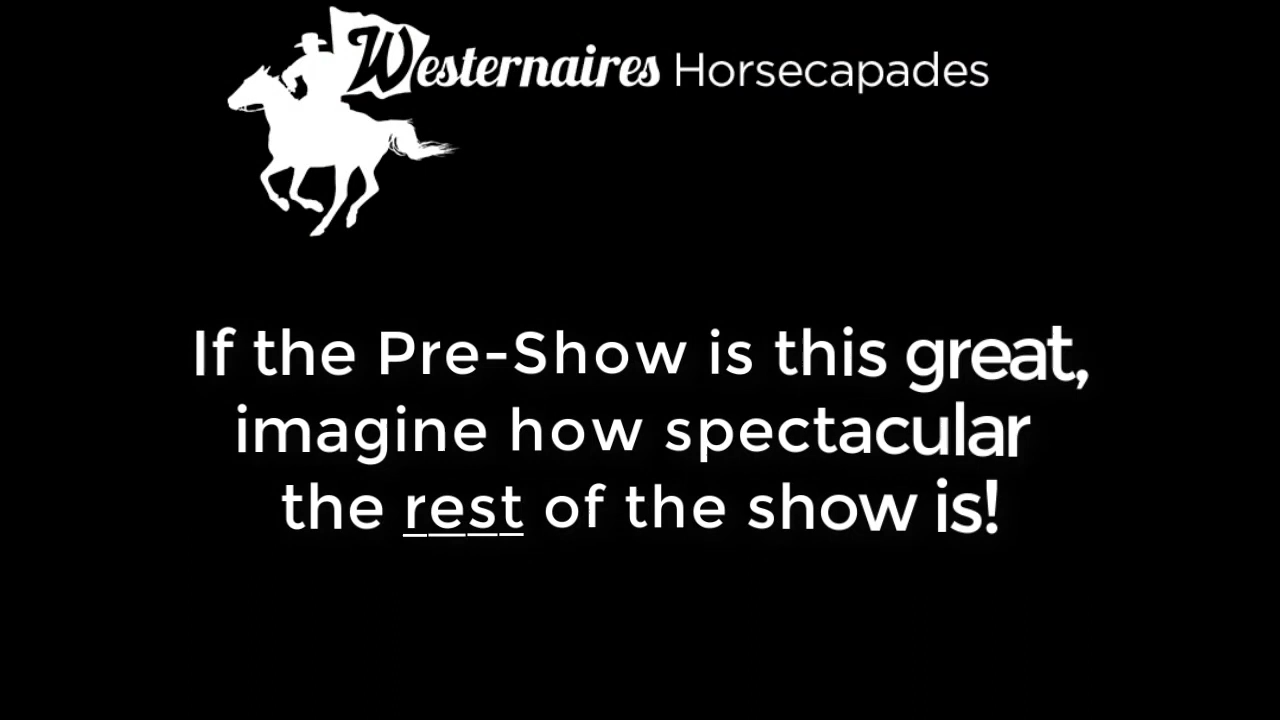 Westernaires Horsecapades
If the Pre-Show is this great,
imagine how spectacular
the rest of the show is!